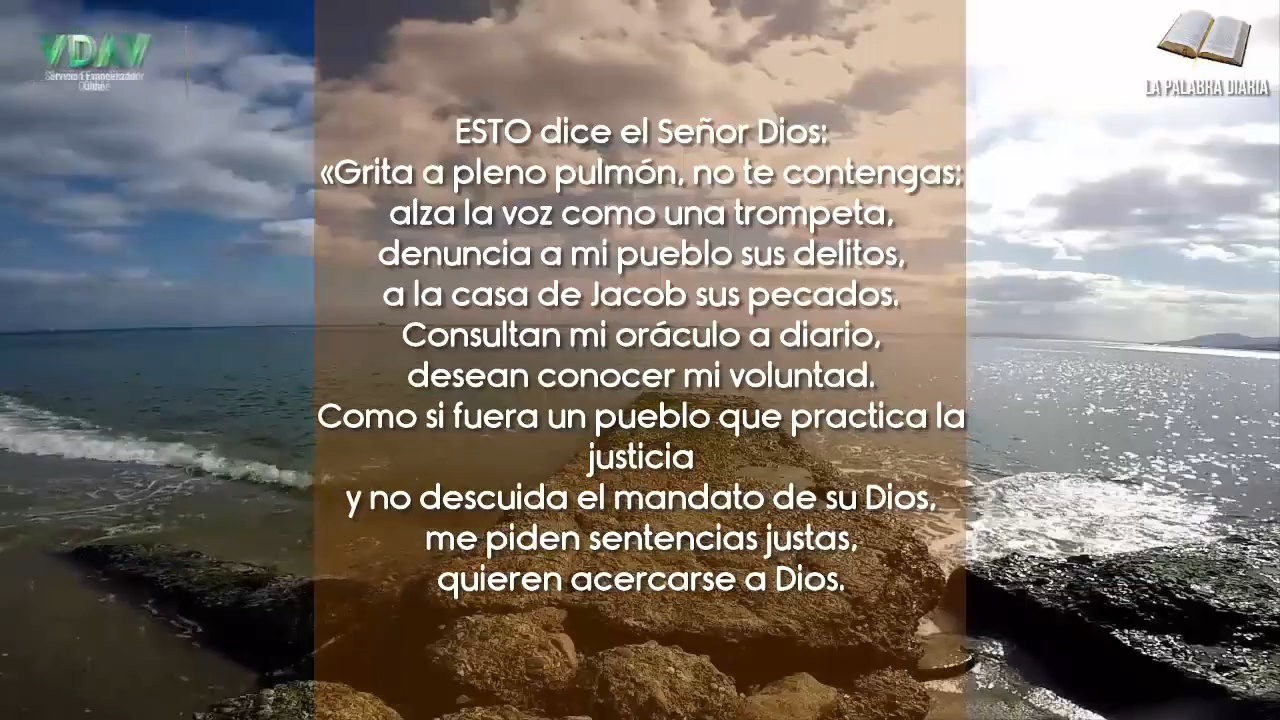 VDAV
LA PALABRA DIARIA
ESTO dice el Señor Dios:
«Grita a pleno pulmón, no te contengas;
alza la voz como una trompeta,
denuncia a mi pueblo sus delitos,
a la casa de Jacob sus pecados.
Consultan mi oráculo a diario,
desean conocer mi voluntad.
Como si fuera un pueblo que practica la
justicia
y no descuida el mandato de su Dios,
me piden sentencias justas,
quieren acercarse a Dios.